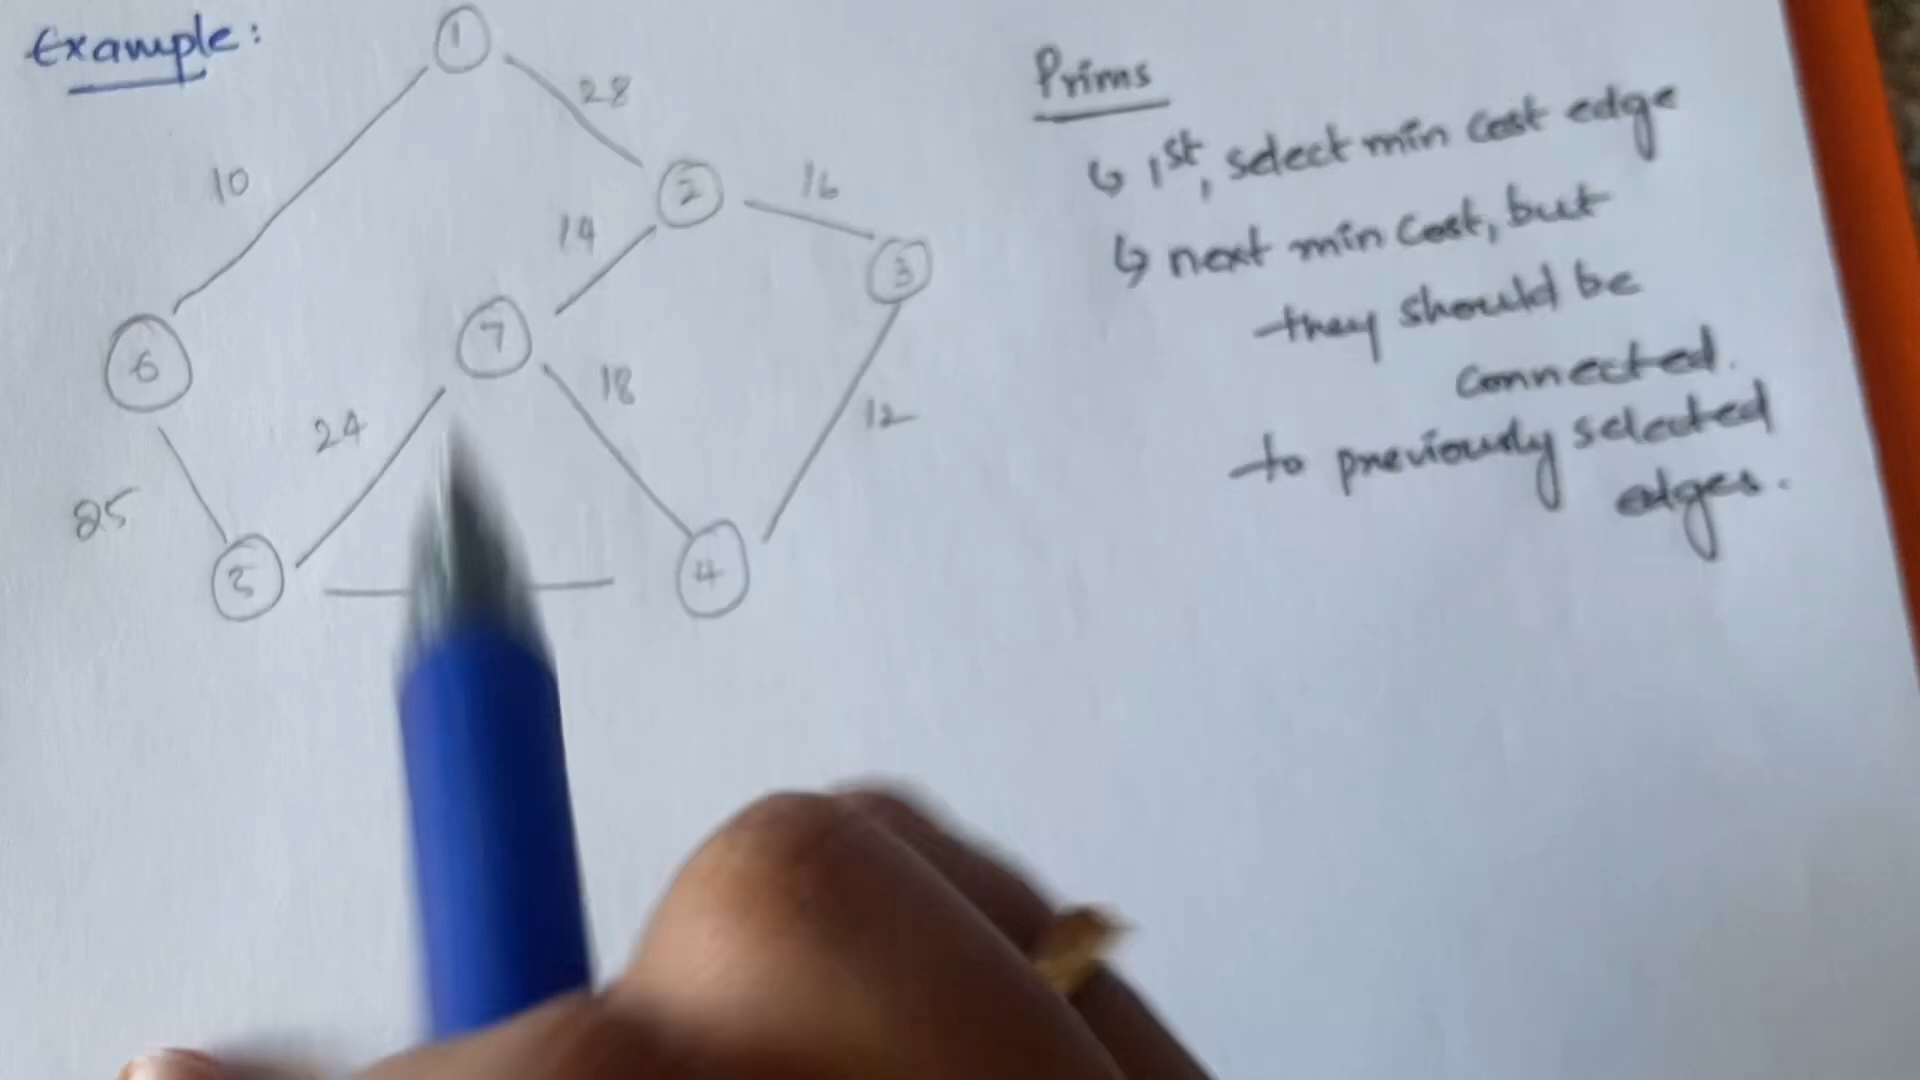 Example:
1
28
10
2
16
14
3
7
6
18
24
12
25
5
4
Prims
↳ 1st, select min cost edge
↳ next min cost, but
they should be
connected.
to previously selected
edges.